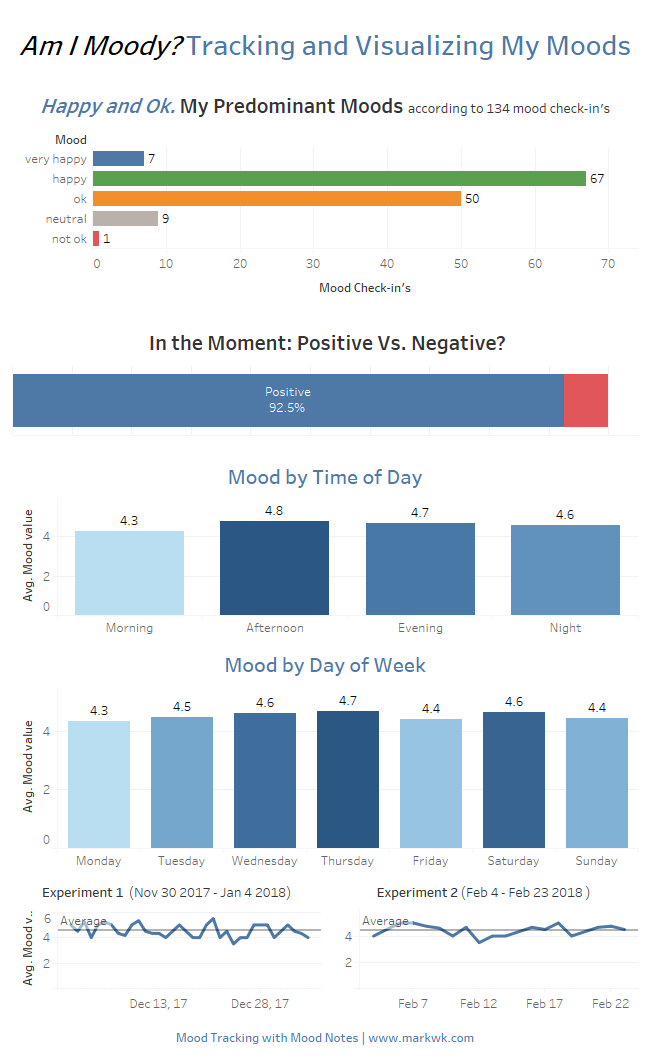 Am I Moody? Tracking and Visualizing My Moods
Happy and Ok. My Predominant Moods according to 134 mood check-in's
Mood
very happy 7
happy 67
ok 50
neutral 9
not ok 1
0 10 20 30 40 50 60 70
Mood Check-in's
In the Moment: Positive Vs. Negative?
Positive
92.5%
Mood by Time of Day
Avg. Mood value
4
2
0
4.3 4.8 4.7 4.6
Morning Afternoon Evening Night
Mood by Day of Week
Avg. Mood value
4
2
0
4.3 4.5 4.6 4.7 4.4 4.6 4.4
Monday Tuesday Wednesday Thursday Friday Saturday Sunday
Experiment 1 (Nov 30 2017 - Jan 4 2018)
Avg. Mood v..
6
4
2
Average
Dec 13, 17 Dec 28, 17
Experiment 2 (Feb 4 - Feb 23 2018 )
4
2
Average
Feb 7 Feb 12 Feb 17 Feb 22
Mood Tracking with Mood Notes | www.markwk.com